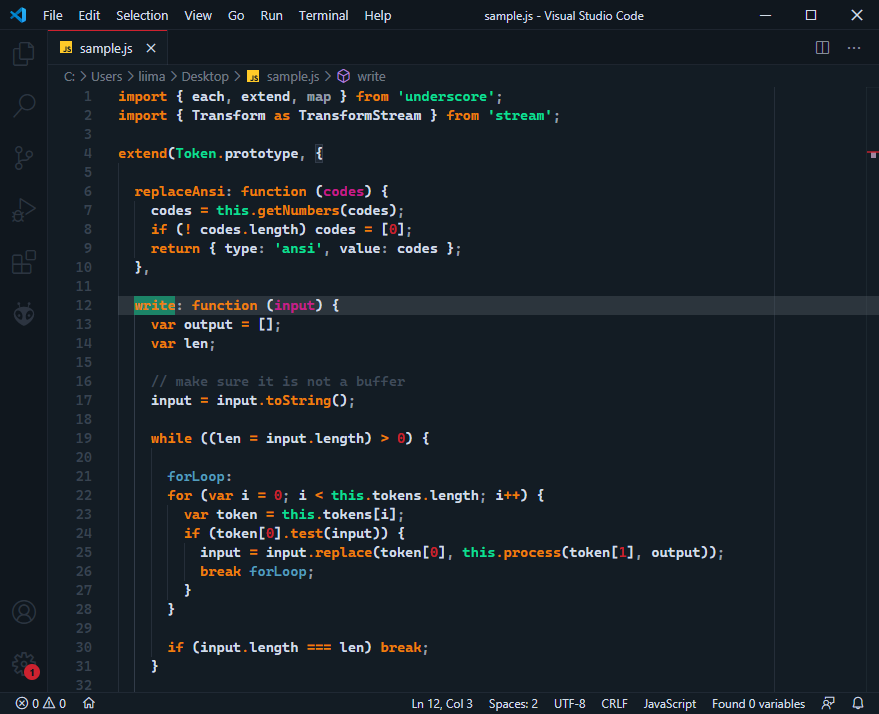 File Edit Selection View Go Run Terminal Help sample.js - Visual Studio Code
JS sample.js
C: > Users > liima > Desktop > JS sample.js > write
1 import { each, extend, map } from 'underscore';
2 import { Transform as TransformStream } from 'stream';
3
4 extend(Token.prototype, {
5
6 replaceAnsi: function (codes) {
7 codes = this.getNumbers(codes);
8 if (! codes.length) codes = [0];
9 return { type: 'ansi', value: codes };
10 },
11
12 write: function (input) {
13 var output = [];
14 var len;
15
16 // make sure it is not a buffer
17 input = input.toString();
18
19 while ((len = input.length) > 0) {
20
21 forLoop:
22 for (var i = 0; i < this.tokens.length; i++) {
23 var token = this.tokens[i];
24 if (token[0].test(input)) {
25 input = input.replace(token[0], this.process(token[1], output));
26 break forLoop;
27 }
28 }
29
30 if (input.length === len) break;
31 }
32
1
0 0 Ln 12, Col 3 Spaces: 2 UTF-8 CRLF JavaScript Found 0 variables